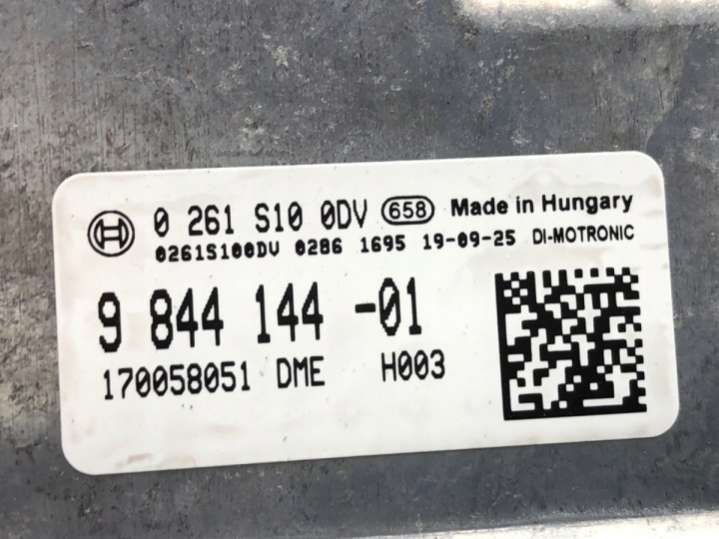 0 261 S10 0DV 658 Made in Hungary
0261S100DV 0286 1695 19-09-25 DI-MOTRONIC
9 844 144 -01
170058051 DME H003